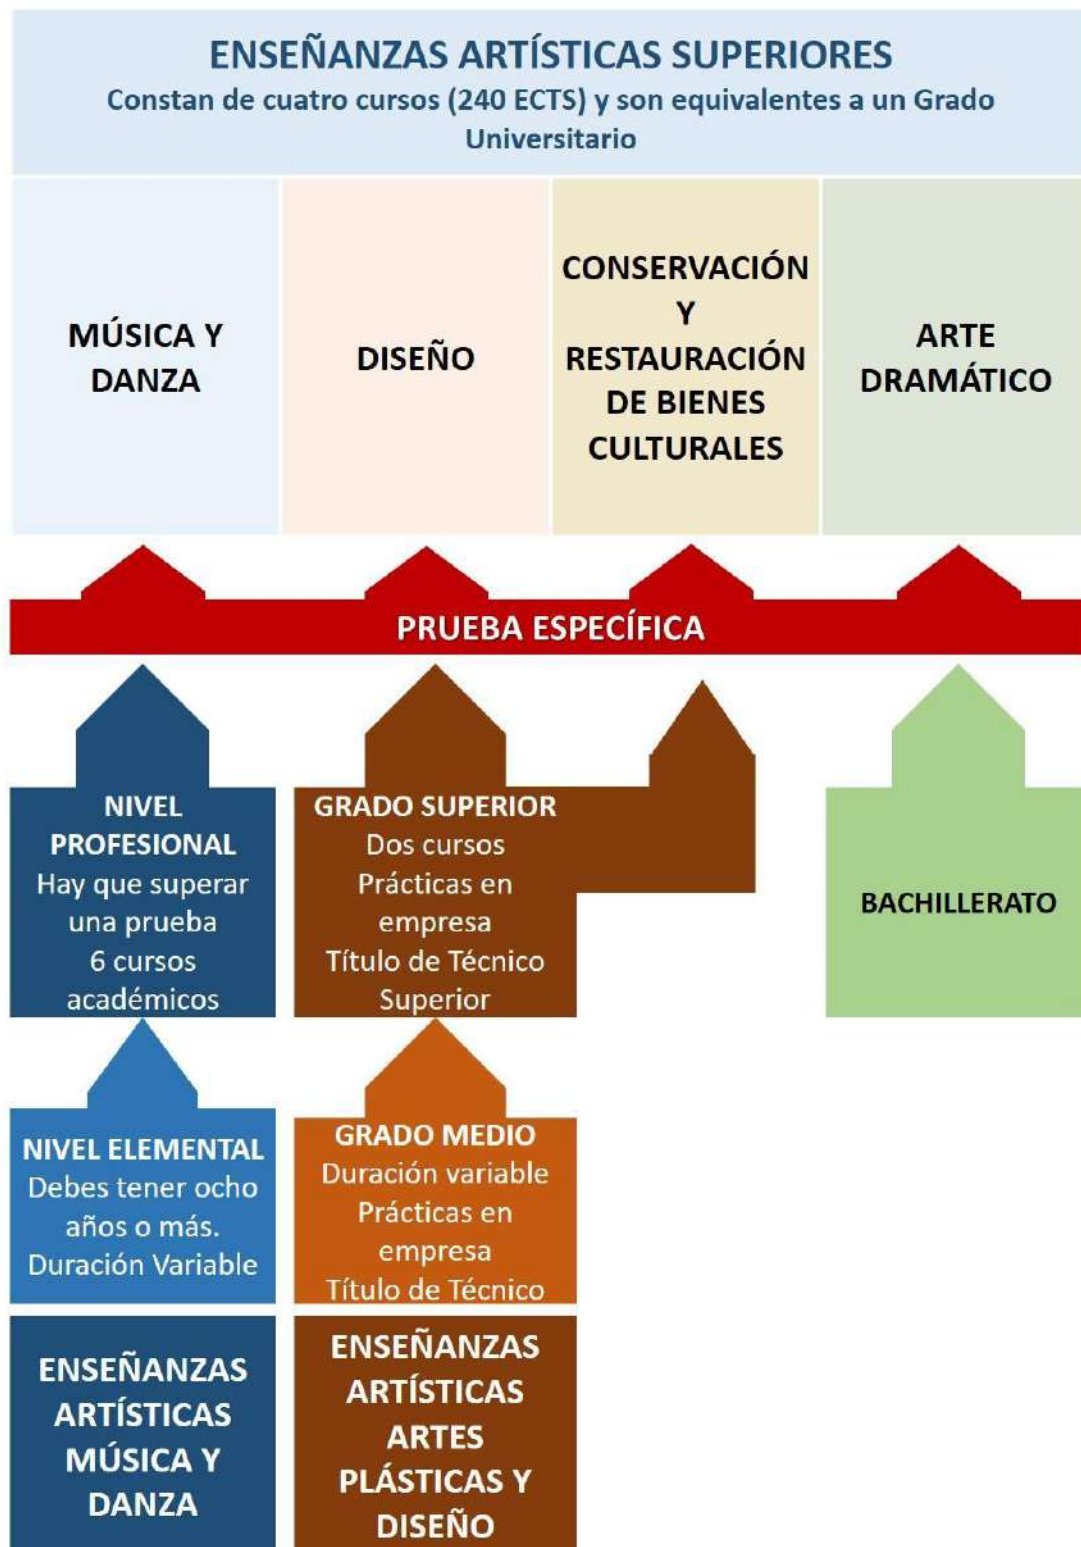 ENSEÑANZAS ARTÍSTICAS SUPERIORES
Constan de cuatro cursos (240 ECTS) y son equivalentes a un Grado
Universitario
MÚSICA Y
DANZA
DISEÑO
CONSERVACIÓN
Y
RESTAURACIÓN
DE BIENES
CULTURALES
ARTE
DRAMÁTICO
PRUEBA ESPECÍFICA
NIVEL
PROFESIONAL
Hay que superar
una prueba
6 cursos
académicos
GRADO SUPERIOR
Dos cursos
Prácticas en
empresa
Título de Técnico
Superior
BACHILLERATO
NIVEL ELEMENTAL
Debes tener ocho
años o más.
Duración Variable
GRADO MEDIO
Duración variable
Prácticas en
empresa
Título de Técnico
ENSEÑANZAS
ARTÍSTICAS
MÚSICA Y
DANZA
ENSEÑANZAS
ARTÍSTICAS
ARTES
PLÁSTICAS Y
DISEÑO